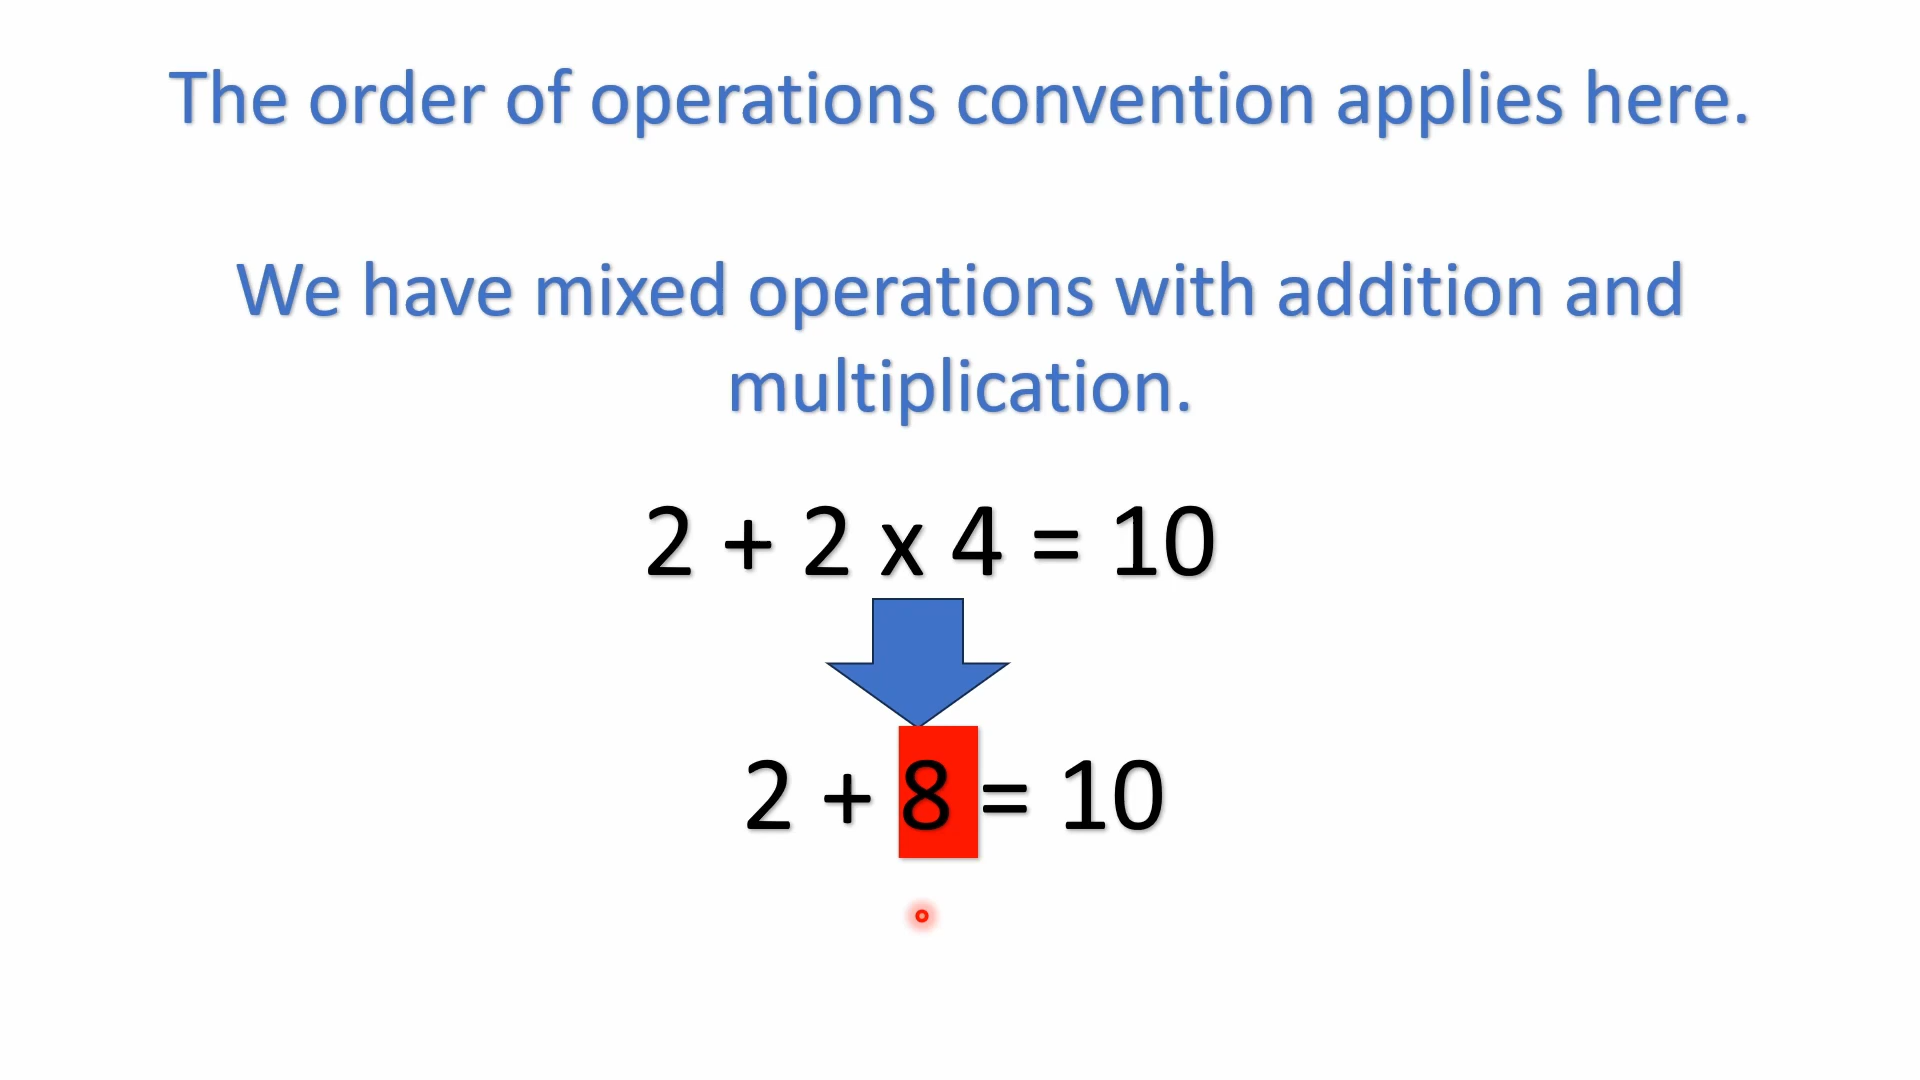 The order of operations convention applies here.
We have mixed operations with addition and
multiplication.
2 + 2 x 4 = 10
2 + 8 = 10